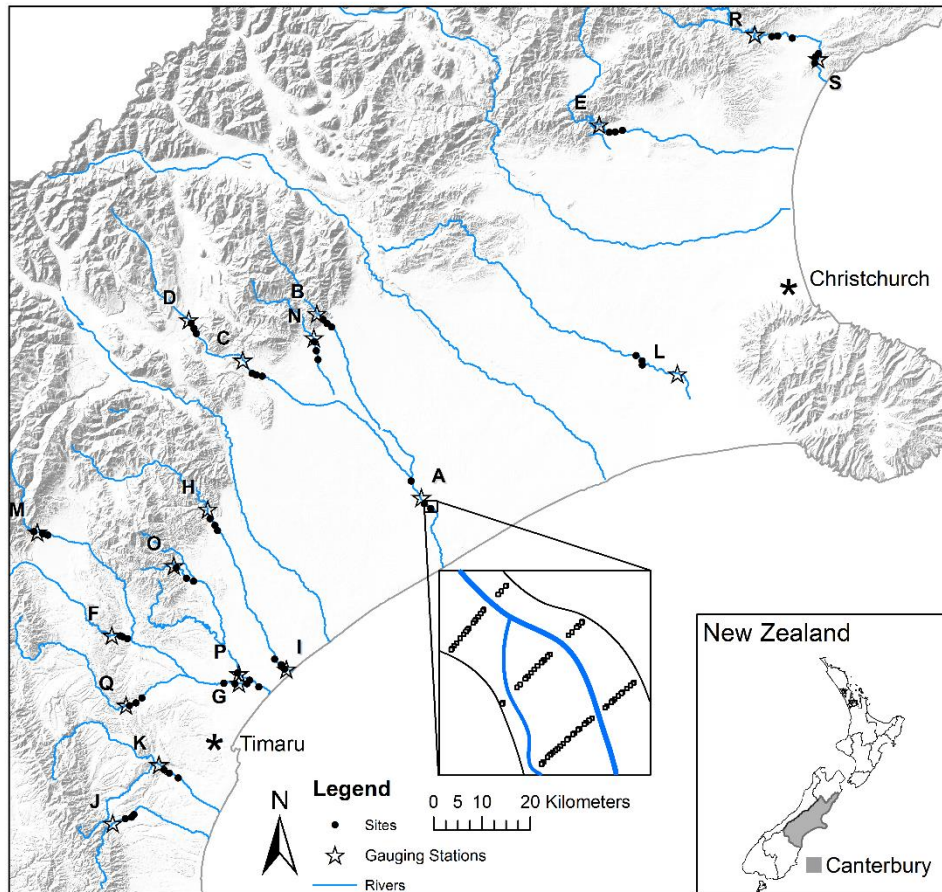 R
S
E
Christchurch
B
D
N
C
L
A
H
M
O
F
P
I
G
Q
K
Timaru
J
N
Legend
0 5 10 20 Kilometers
Sites
Gauging Stations
Rivers
New Zealand
Canterbury